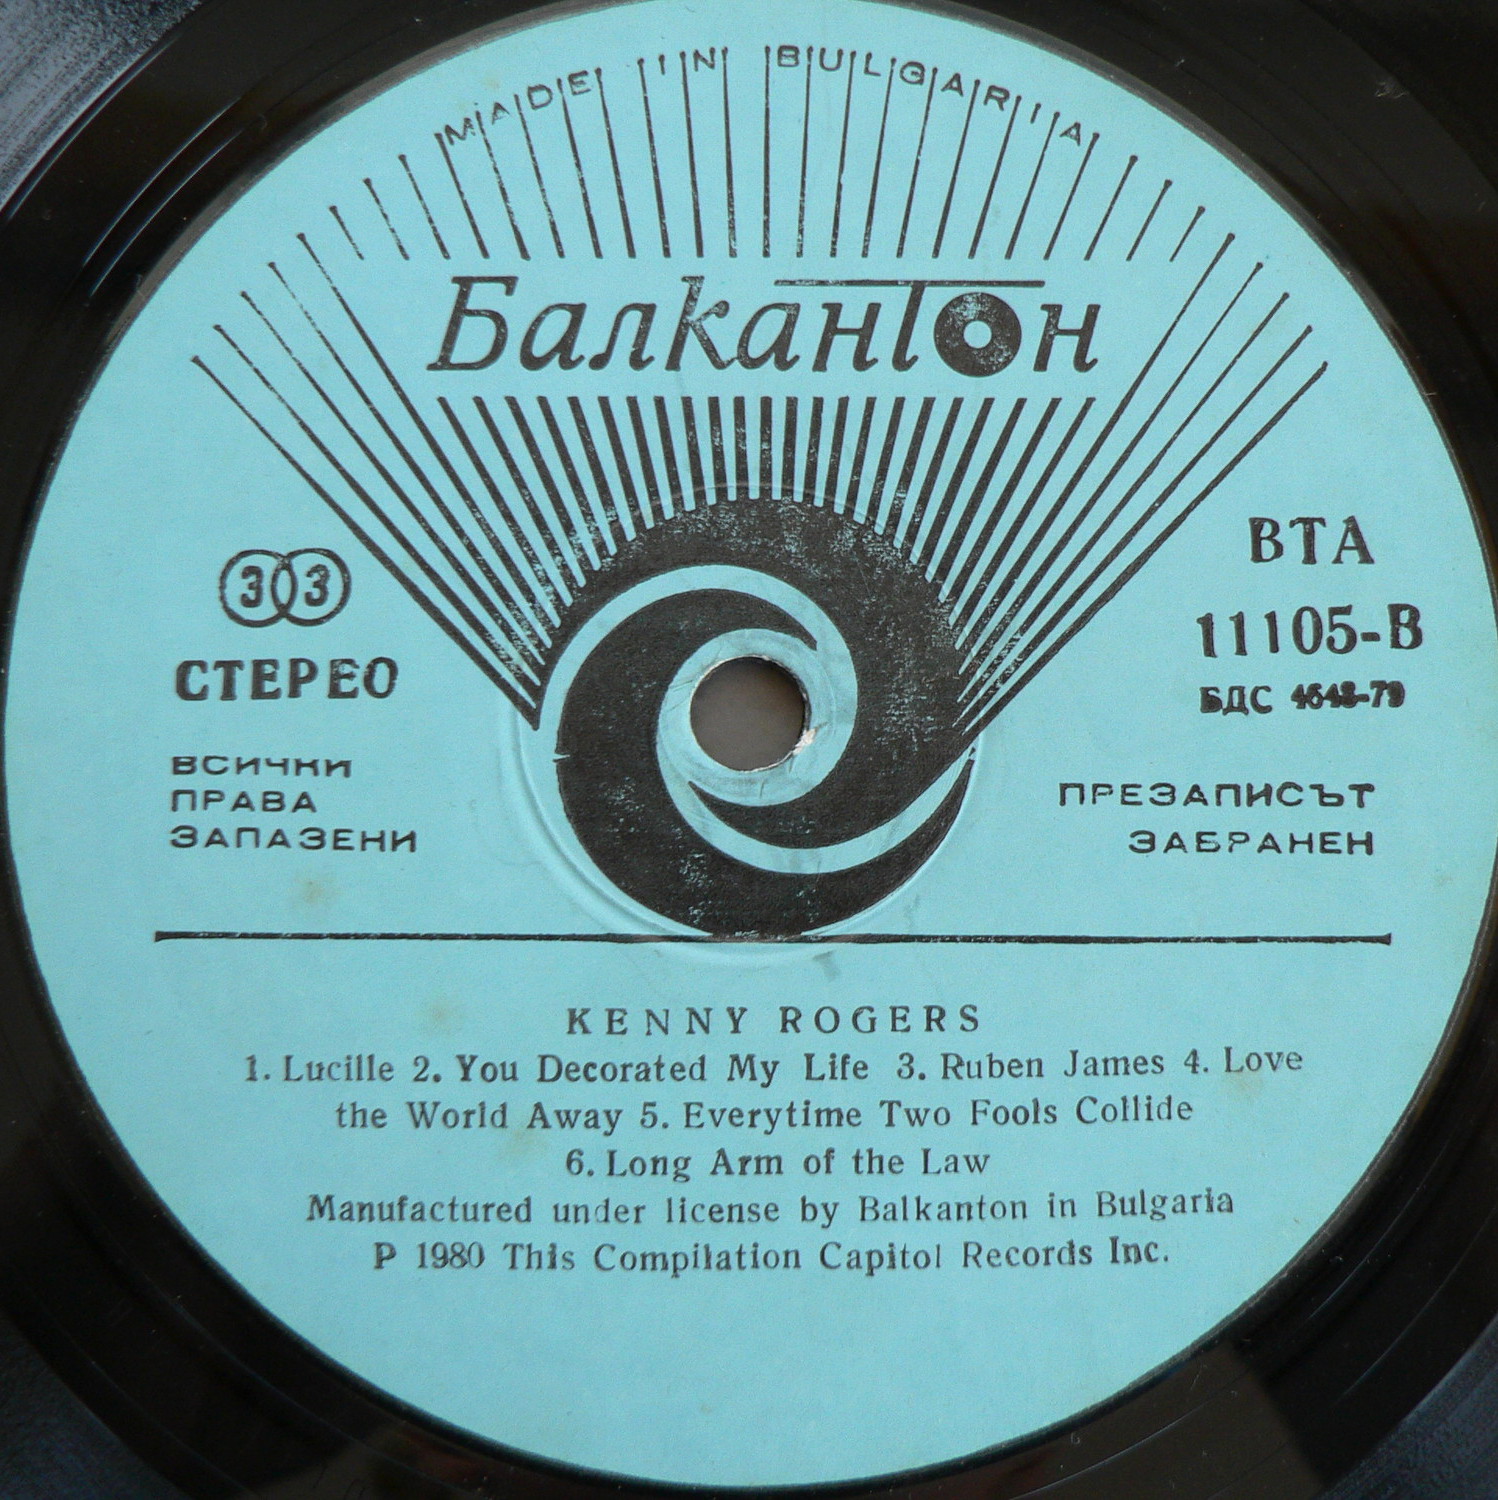 MADE IN BULGARIA
Балкантон
33
СТЕРЕО
ВСИЧКИ
ПРАВА
ЗАПАЗЕНИ
ВТА
11105-В
БДС 4648-79
ПРЕЗАПИСЪТ
ЗАБРАНЕН
KENNY ROGERS
1. Lucille 2. You Decorated My Life 3. Ruben James 4. Love
the World Away 5. Everytime Two Fools Collide
6. Long Arm of the Law
Manufactured under license by Balkanton in Bulgaria
P 1980 This Compilation Capitol Records Inc.